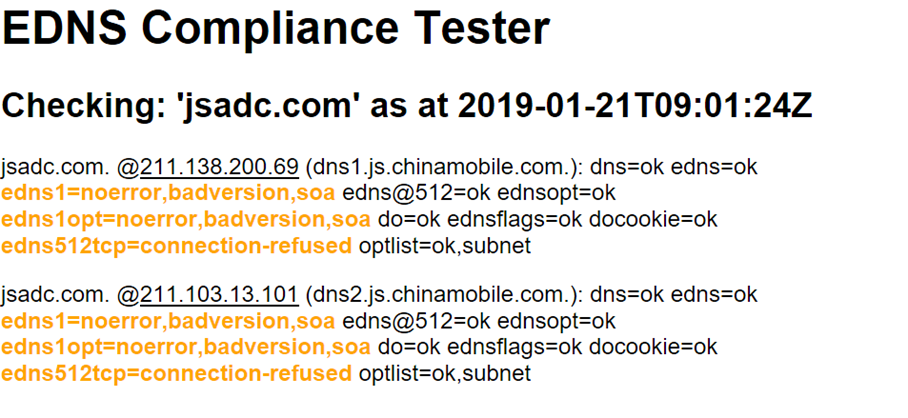 EDNS Compliance Tester
Checking: 'jsadc.com' as at 2019-01-21T09:01:24Z
jsadc.com. @211.138.200.69 (dns1.js.chinamobile.com.): dns=ok edns=ok
edns1=noerror,badversion,soa edns@512=ok ednsopt=ok
edns1opt=noerror,badversion,soa do=ok ednsflags=ok docookie=ok
edns512tcp=connection-refused optlist=ok,subnet
jsadc.com. @211.103.13.101 (dns2.js.chinamobile.com.): dns=ok edns=ok
edns1=noerror,badversion,soa edns@512=ok ednsopt=ok
edns1opt=noerror,badversion,soa do=ok ednsflags=ok docookie=ok
edns512tcp=connection-refused optlist=ok,subnet